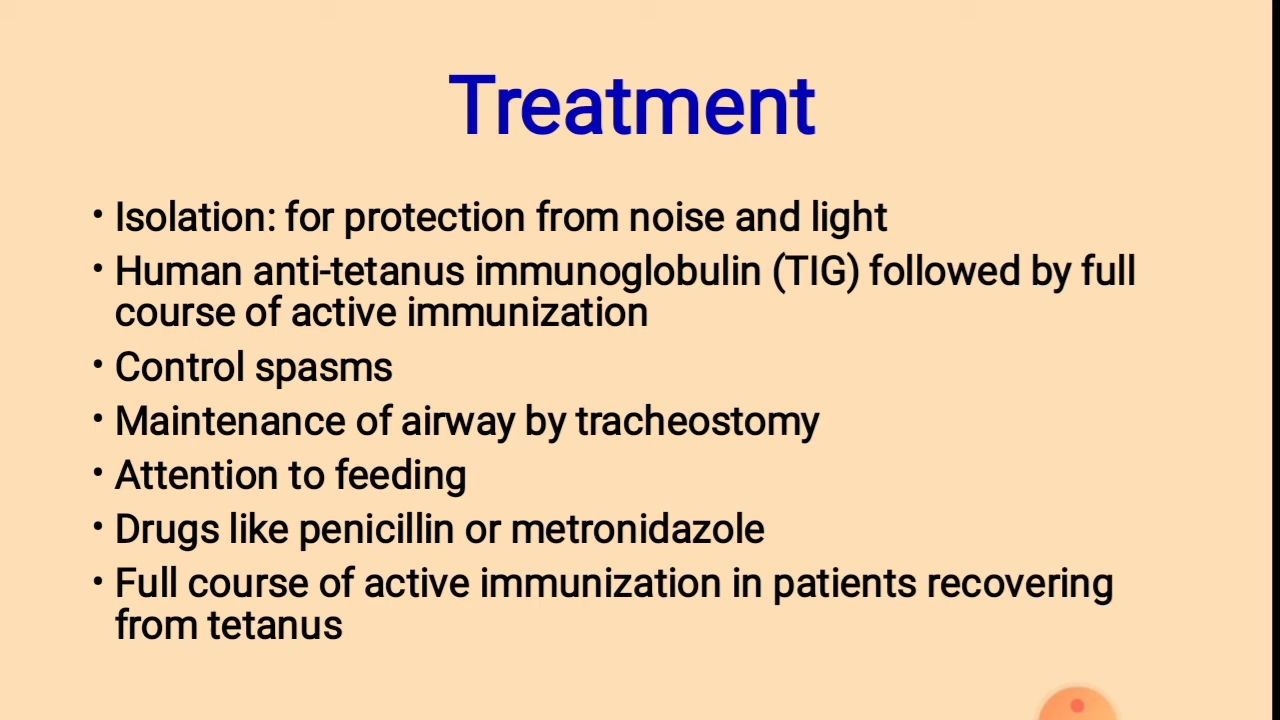 Treatment
• Isolation: for protection from noise and light
• Human anti-tetanus immunoglobulin (TIG) followed by full
course of active immunization
• Control spasms
• Maintenance of airway by tracheostomy
• Attention to feeding
• Drugs like penicillin or metronidazole
• Full course of active immunization in patients recovering
from tetanus